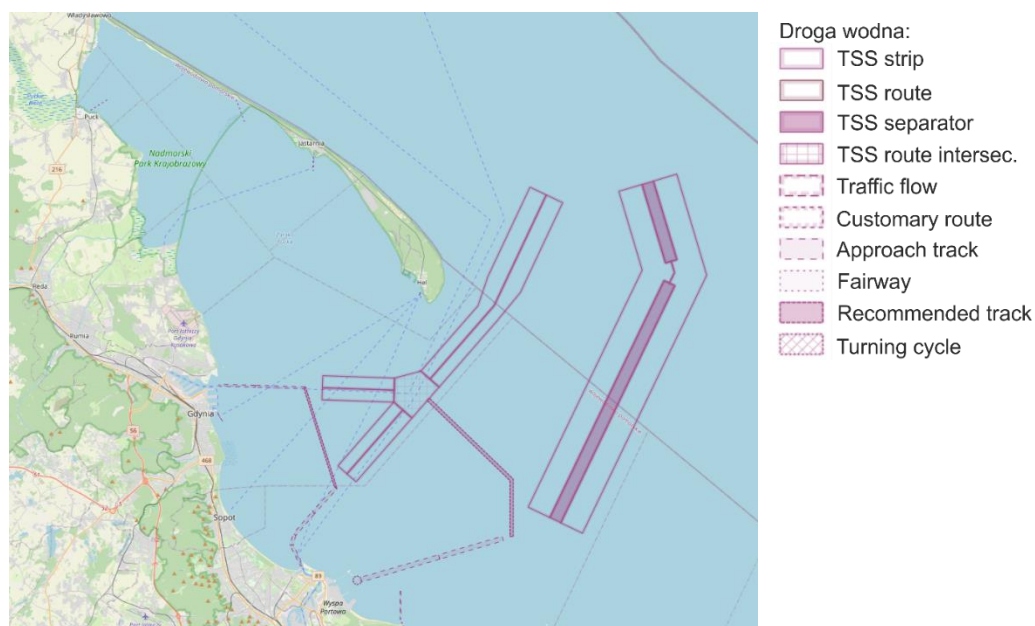 Władysławowo
Puck
Nadmorski
Park Krajobrazowy
216
Jastarnia
Hel
Reda
Rumia
Gdynia
56
468
Sopot
89
Wyspa
Portowa
Droga wodna:
TSS strip
TSS route
TSS separator
TSS route intersec.
Traffic flow
Customary route
Approach track
Fairway
Recommended track
Turning cycle